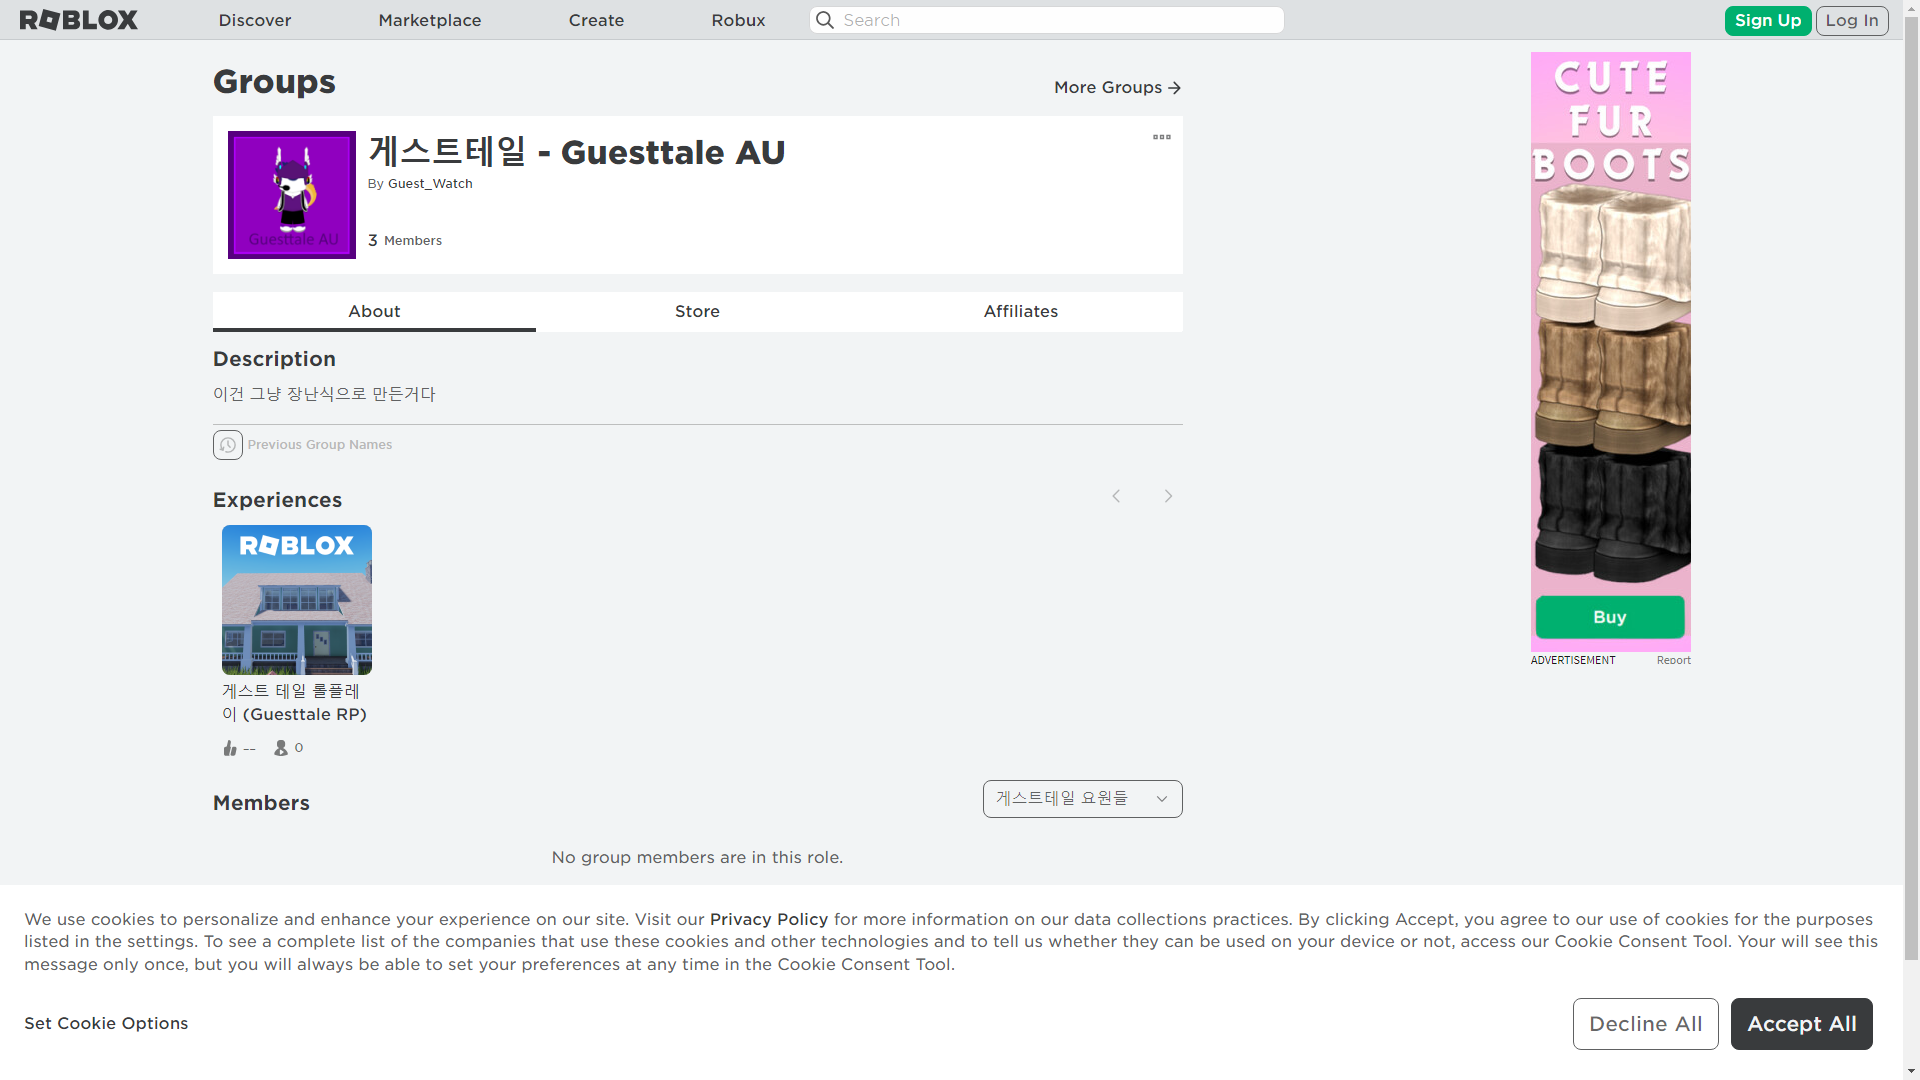 ROBLOX
Discover
Marketplace
Create
Robux
Search
Sign Up
Log In
Groups
More Groups
게스트테일 - Guesttale AU
By Guest_Watch
3 Members
Guesttale AU
About
Store
Affiliates
Description
이건 그냥 장난식으로 만든거다
Previous Group Names
Experiences
ROBLOX
게스트 테일 롤플레
이 (Guesttale RP)
--
0
Members
게스트테일 요원들
No group members are in this role.
CUTE
FUR
BOOTS
Buy
ADVERTISEMENT
Report
We use cookies to personalize and enhance your experience on our site. Visit our Privacy Policy for more information on our data collections practices. By clicking Accept, you agree to our use of cookies for the purposes
listed in the settings. To see a complete list of the companies that use these cookies and other technologies and to tell us whether they can be used on your device or not, access our Cookie Consent Tool. Your will see this
message only once, but you will always be able to set your preferences at any time in the Cookie Consent Tool.
Set Cookie Options
Decline All
Accept All